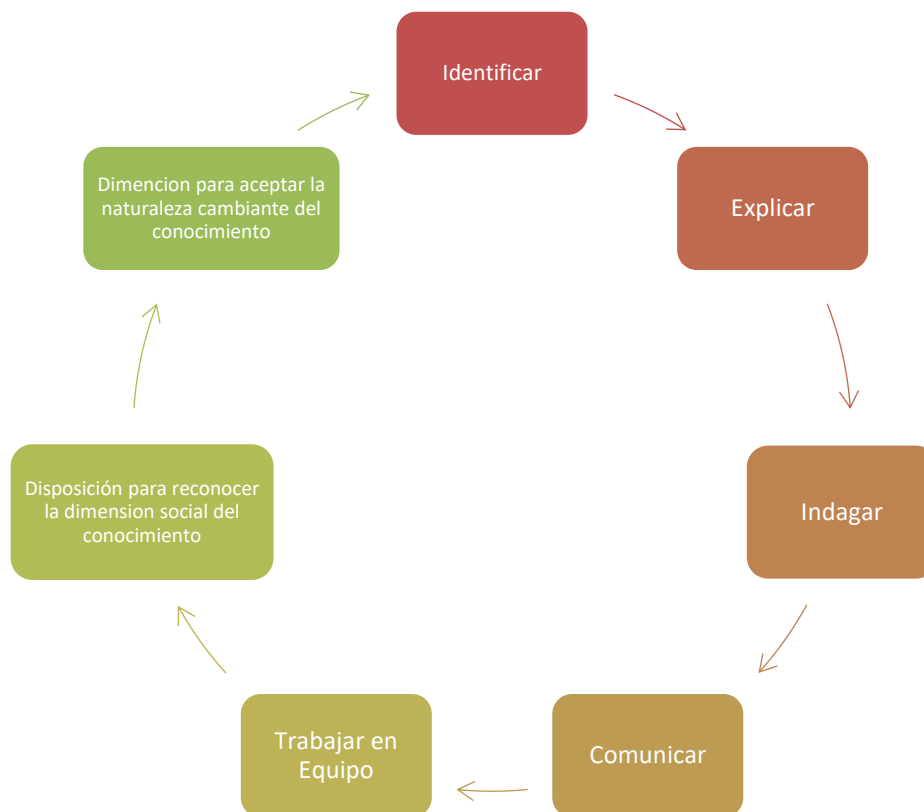 Identificar
Explicar
Indagar
Comunicar
Trabajar en
Equipo
Disposición para reconocer
la dimension social del
conocimiento
Dimencion para aceptar la
naturaleza cambiante del
conocimiento